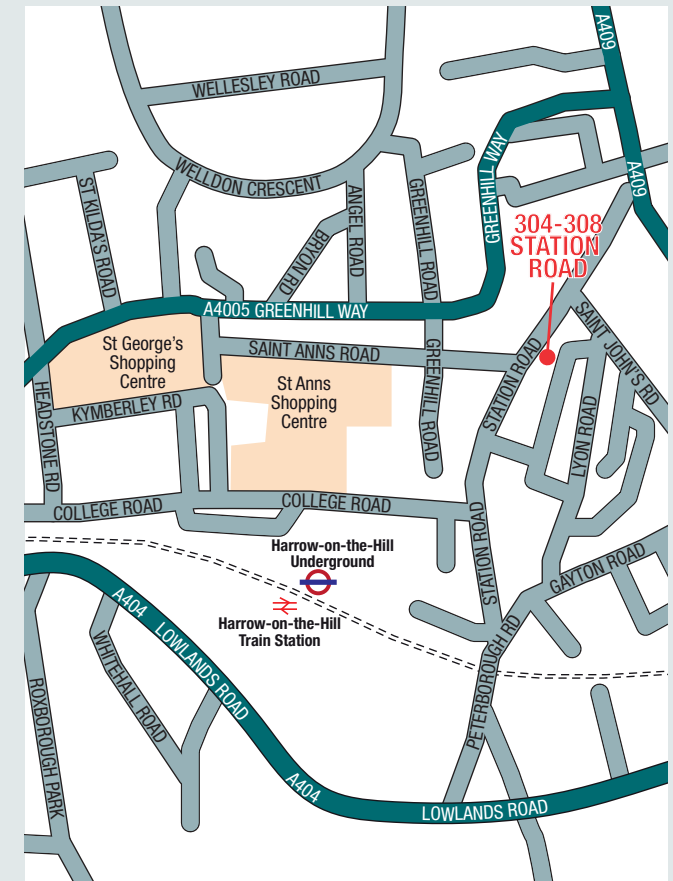 A409
WELLESLEY ROAD
WELLDON CRESCENT
GREENHILL WAY
A409
ST KILDA'S ROAD
ANGEL ROAD
GREENHILL ROAD
BRYON RD
304-308
STATION
ROAD
A4005 GREENHILL WAY
St George's
Shopping
Centre
SAINT ANNS ROAD
GREENHILL ROAD
STATION ROAD
SAINT JOHN'S RD
HEADSTONE RD
KYMBERLEY RD
St Anns
Shopping
Centre
LYON ROAD
COLLEGE ROAD
COLLEGE ROAD
STATION ROAD
Harrow-on-the-Hill
Underground
GAYTON ROAD
A404
LOWLANDS ROAD
Harrow-on-the-Hill
Train Station
WHITEHALL ROAD
PETERBOROUGH RD
ROXBOROUGH PARK
A404
LOWLANDS ROAD